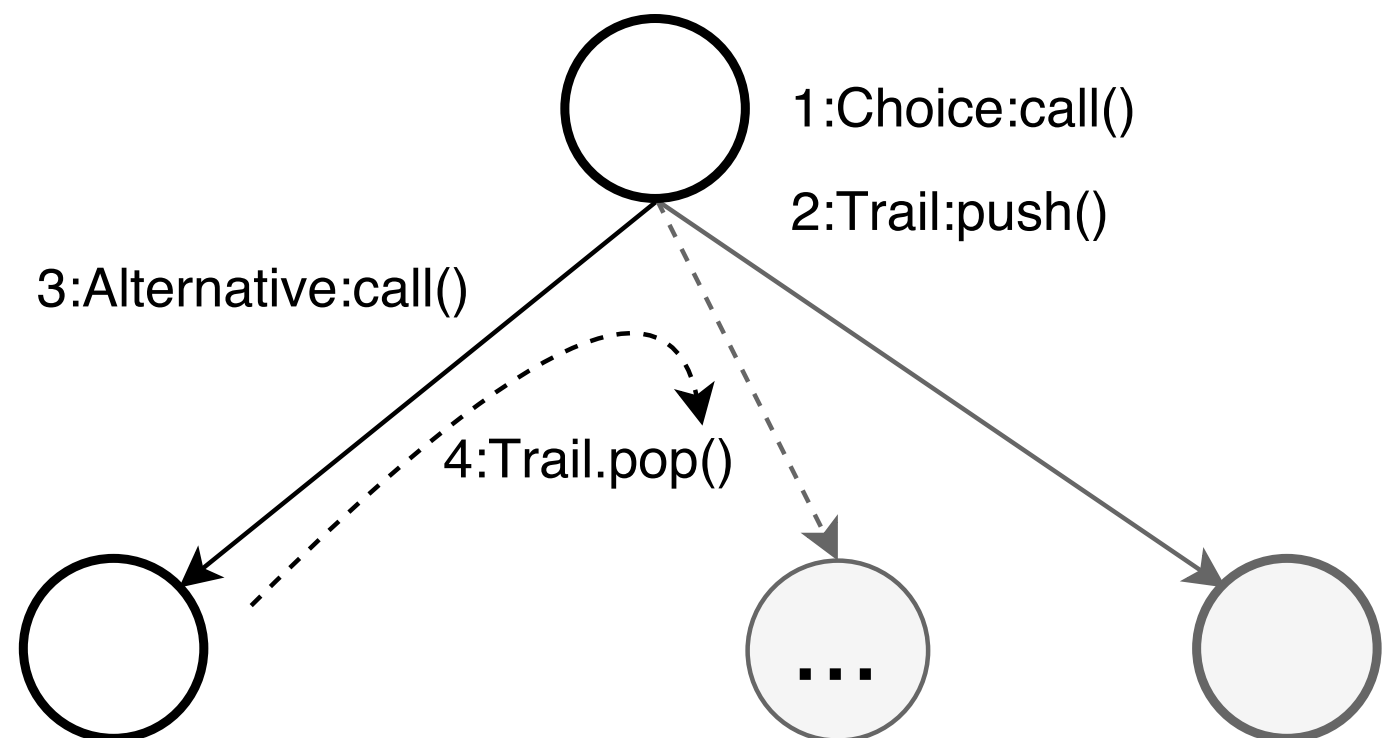 1:Choice:call()
2:Trail:push()
3:Alternative:call()
4:Trail.pop()
...